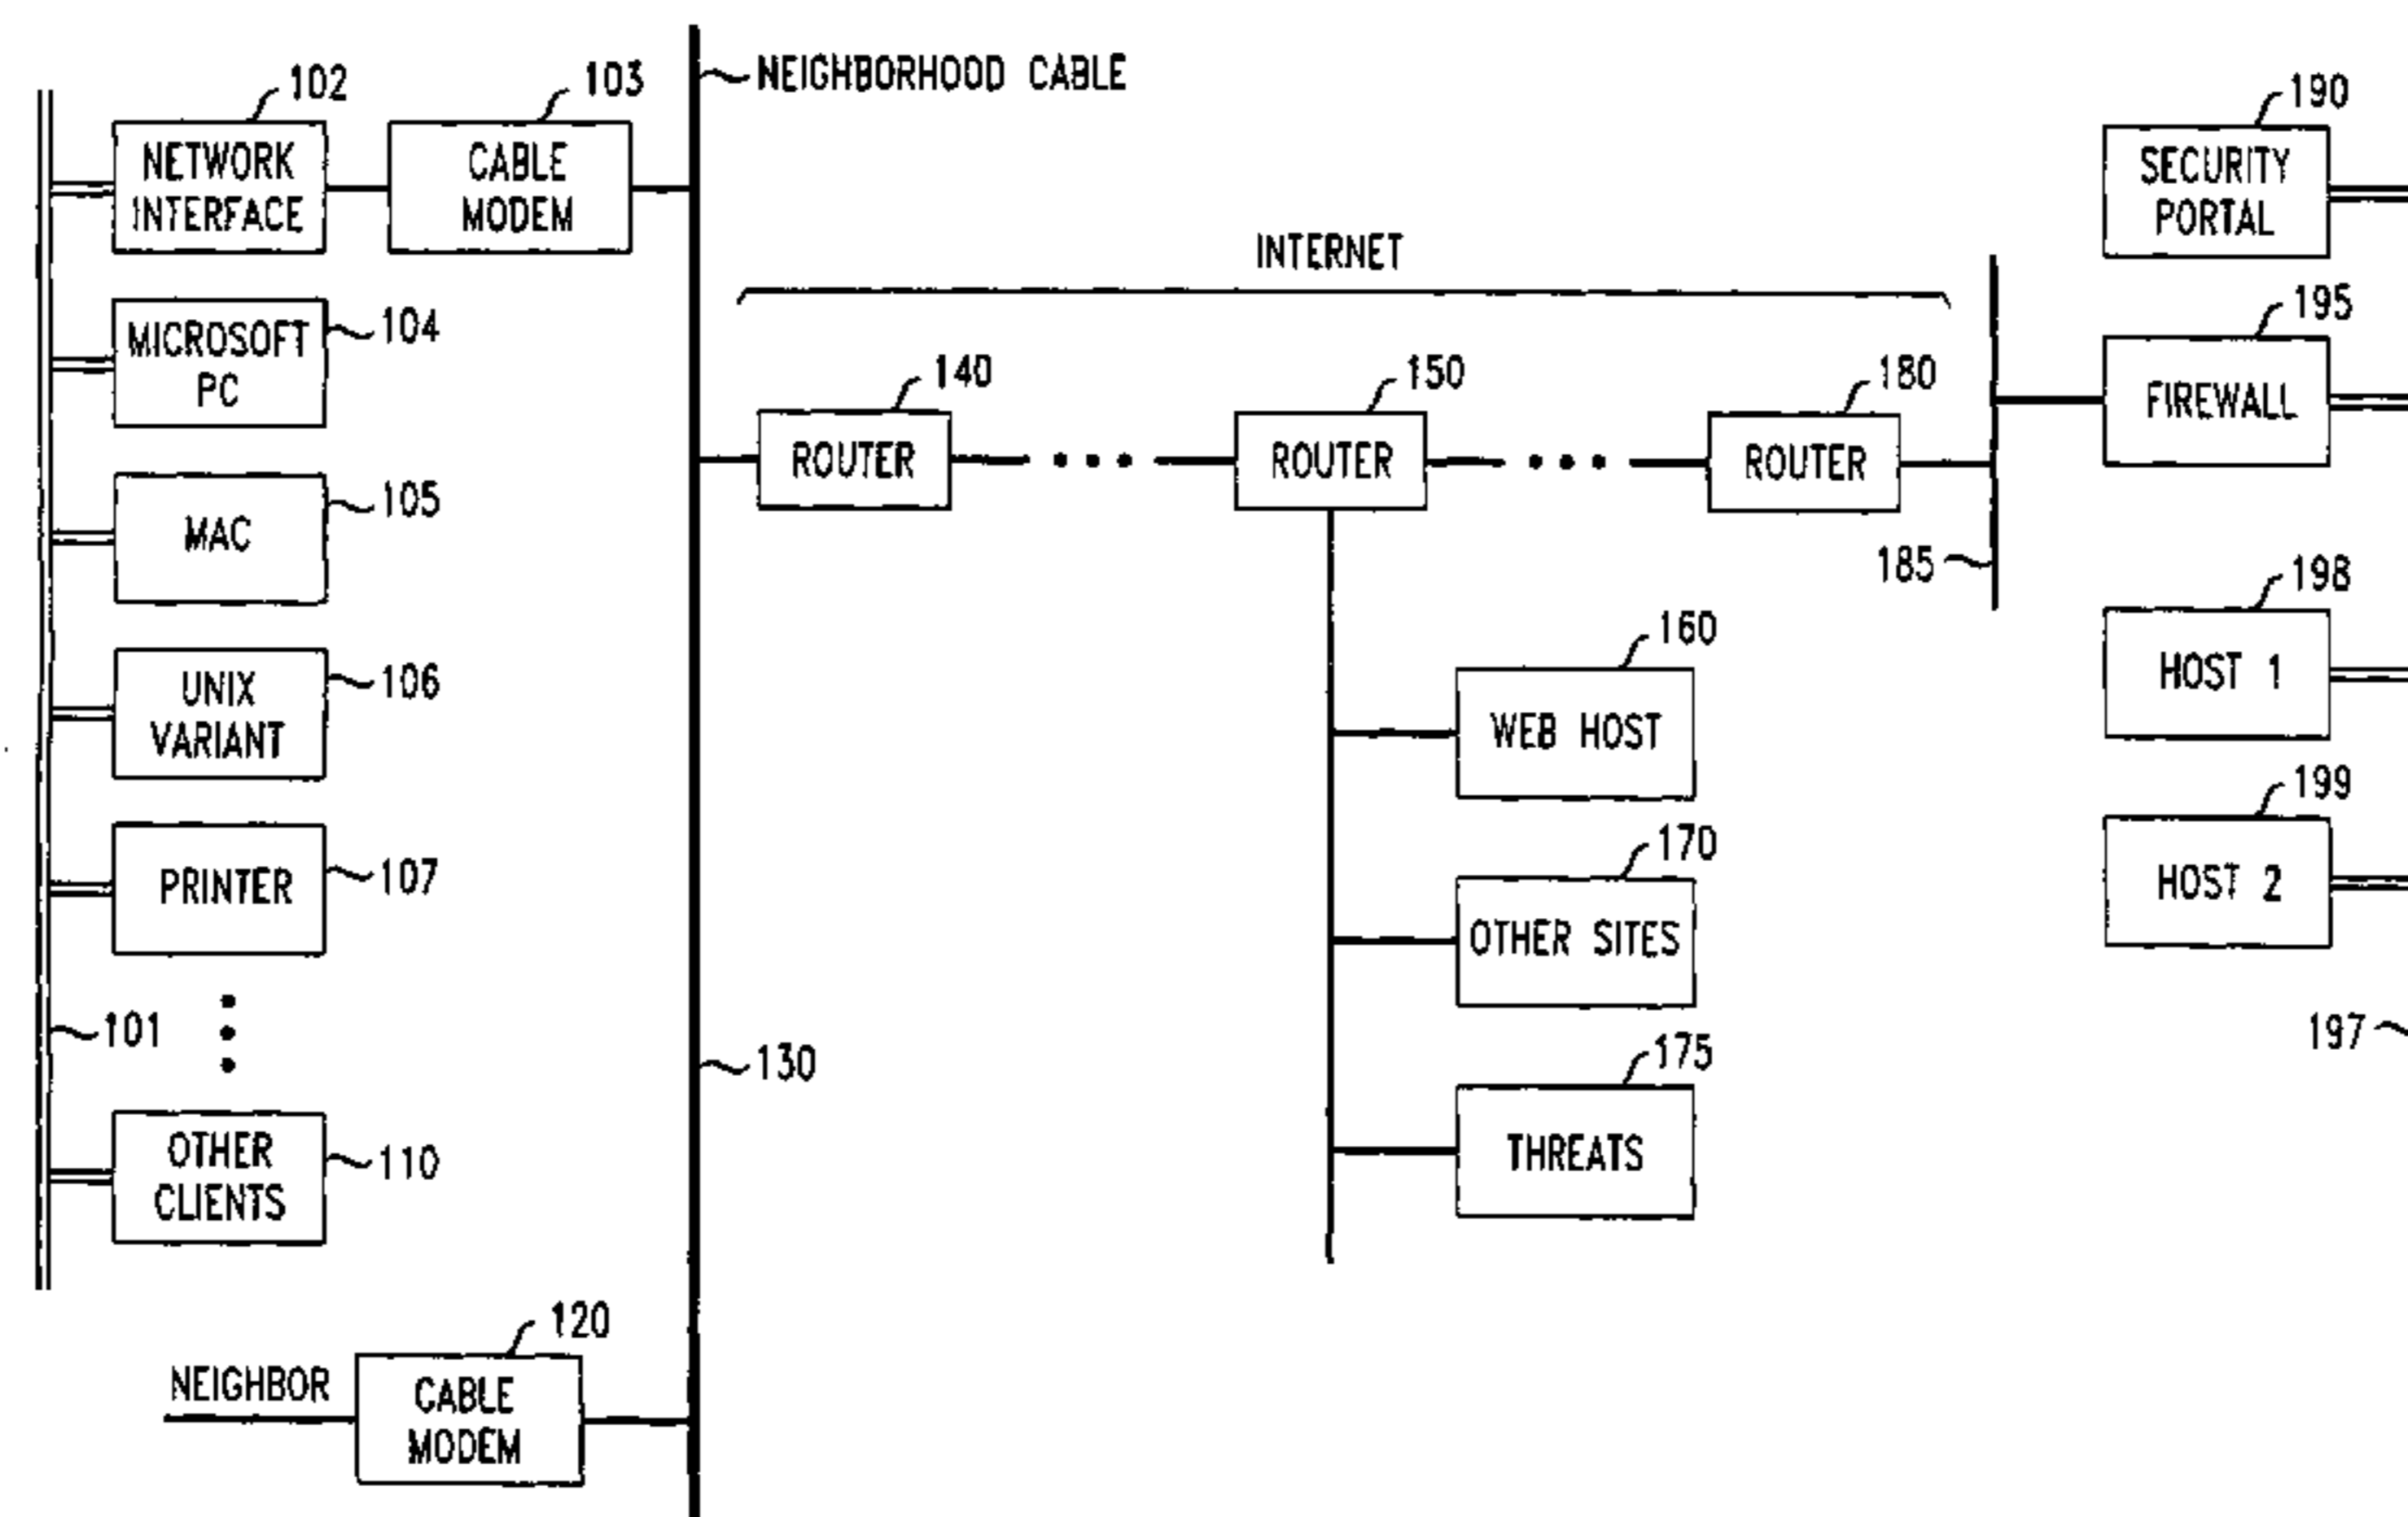 NEIGHBORHOOD CABLE
102
NETWORK
INTERFACE
103
CABLE
MODEM
MICROSOFT
PC
104
MAC
105
UNIX
VARIANT
106
PRINTER
107
101
OTHER
CLIENTS
110
NEIGHBOR
120
CABLE
MODEM
130
INTERNET
140
ROUTER
150
ROUTER
180
ROUTER
185
160
WEB HOST
170
OTHER SITES
175
THREATS
190
SECURITY
PORTAL
195
FIREWALL
198
HOST 1
199
HOST 2
197